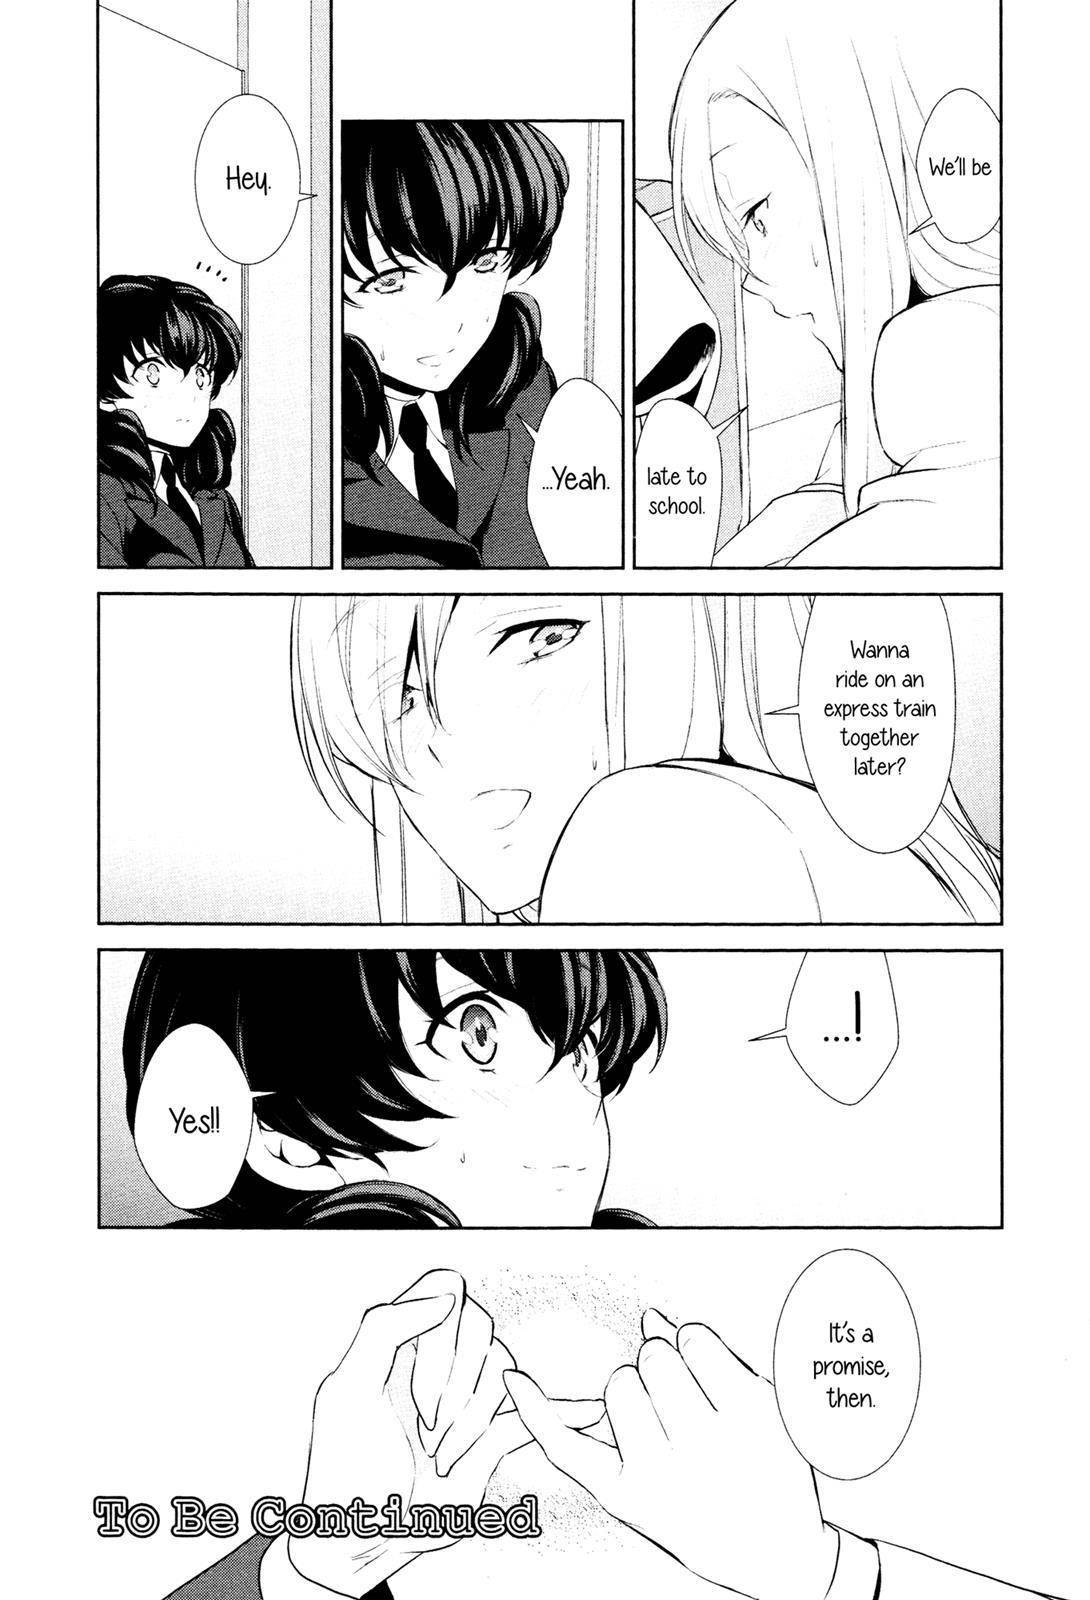 We'll be
late to
school.
...Yeah.
Hey.
Wanna
ride on an
express train
together
later?
....!
Yes!!
It's a
promise,
then.
To Be Continued